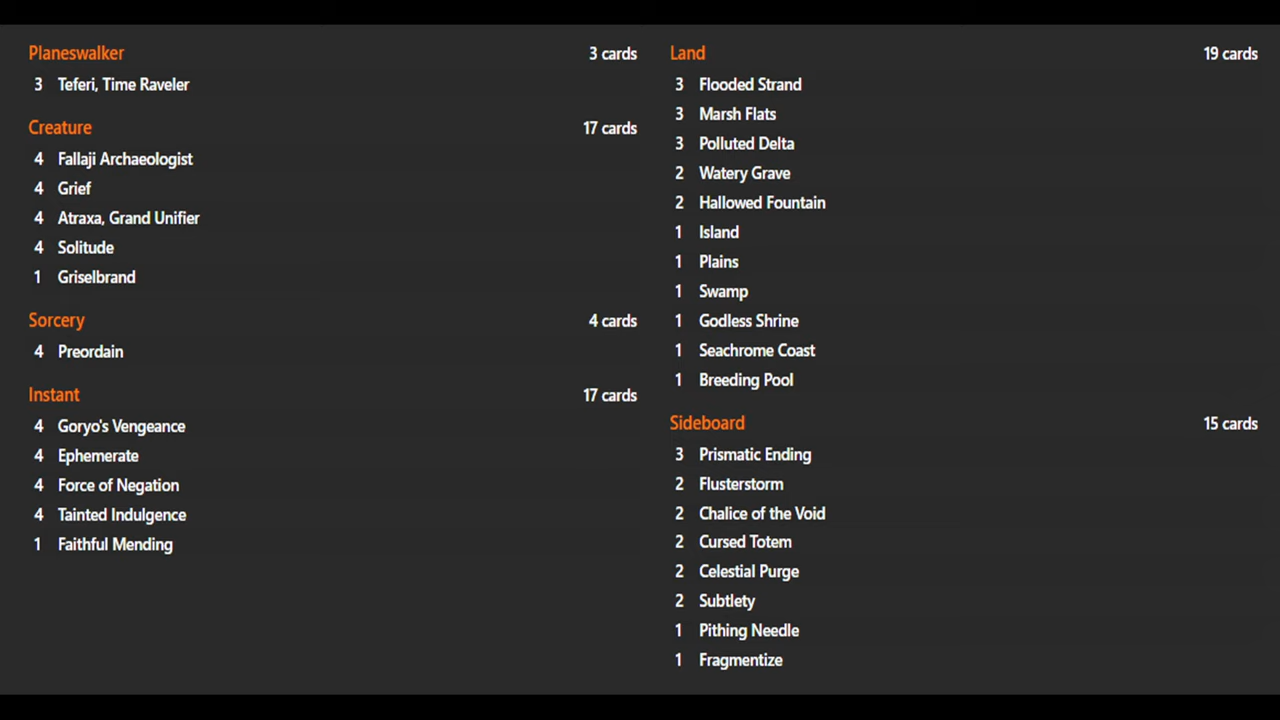 Planeswalker 3 cards
3 Teferi, Time Raveler
Creature 17 cards
4 Fallaji Archaeologist
4 Grief
4 Atraxa, Grand Unifier
4 Solitude
1 Griselbrand
Sorcery 4 cards
4 Preordain
Instant 17 cards
4 Goryo's Vengeance
4 Ephemerate
4 Force of Negation
4 Tainted Indulgence
1 Faithful Mending
Land 19 cards
3 Flooded Strand
3 Marsh Flats
3 Polluted Delta
2 Watery Grave
2 Hallowed Fountain
1 Island
1 Plains
1 Swamp
1 Godless Shrine
1 Seachrome Coast
1 Breeding Pool
Sideboard 15 cards
3 Prismatic Ending
2 Flusterstorm
2 Chalice of the Void
2 Cursed Totem
2 Celestial Purge
2 Subtlety
1 Pithing Needle
1 Fragmentize